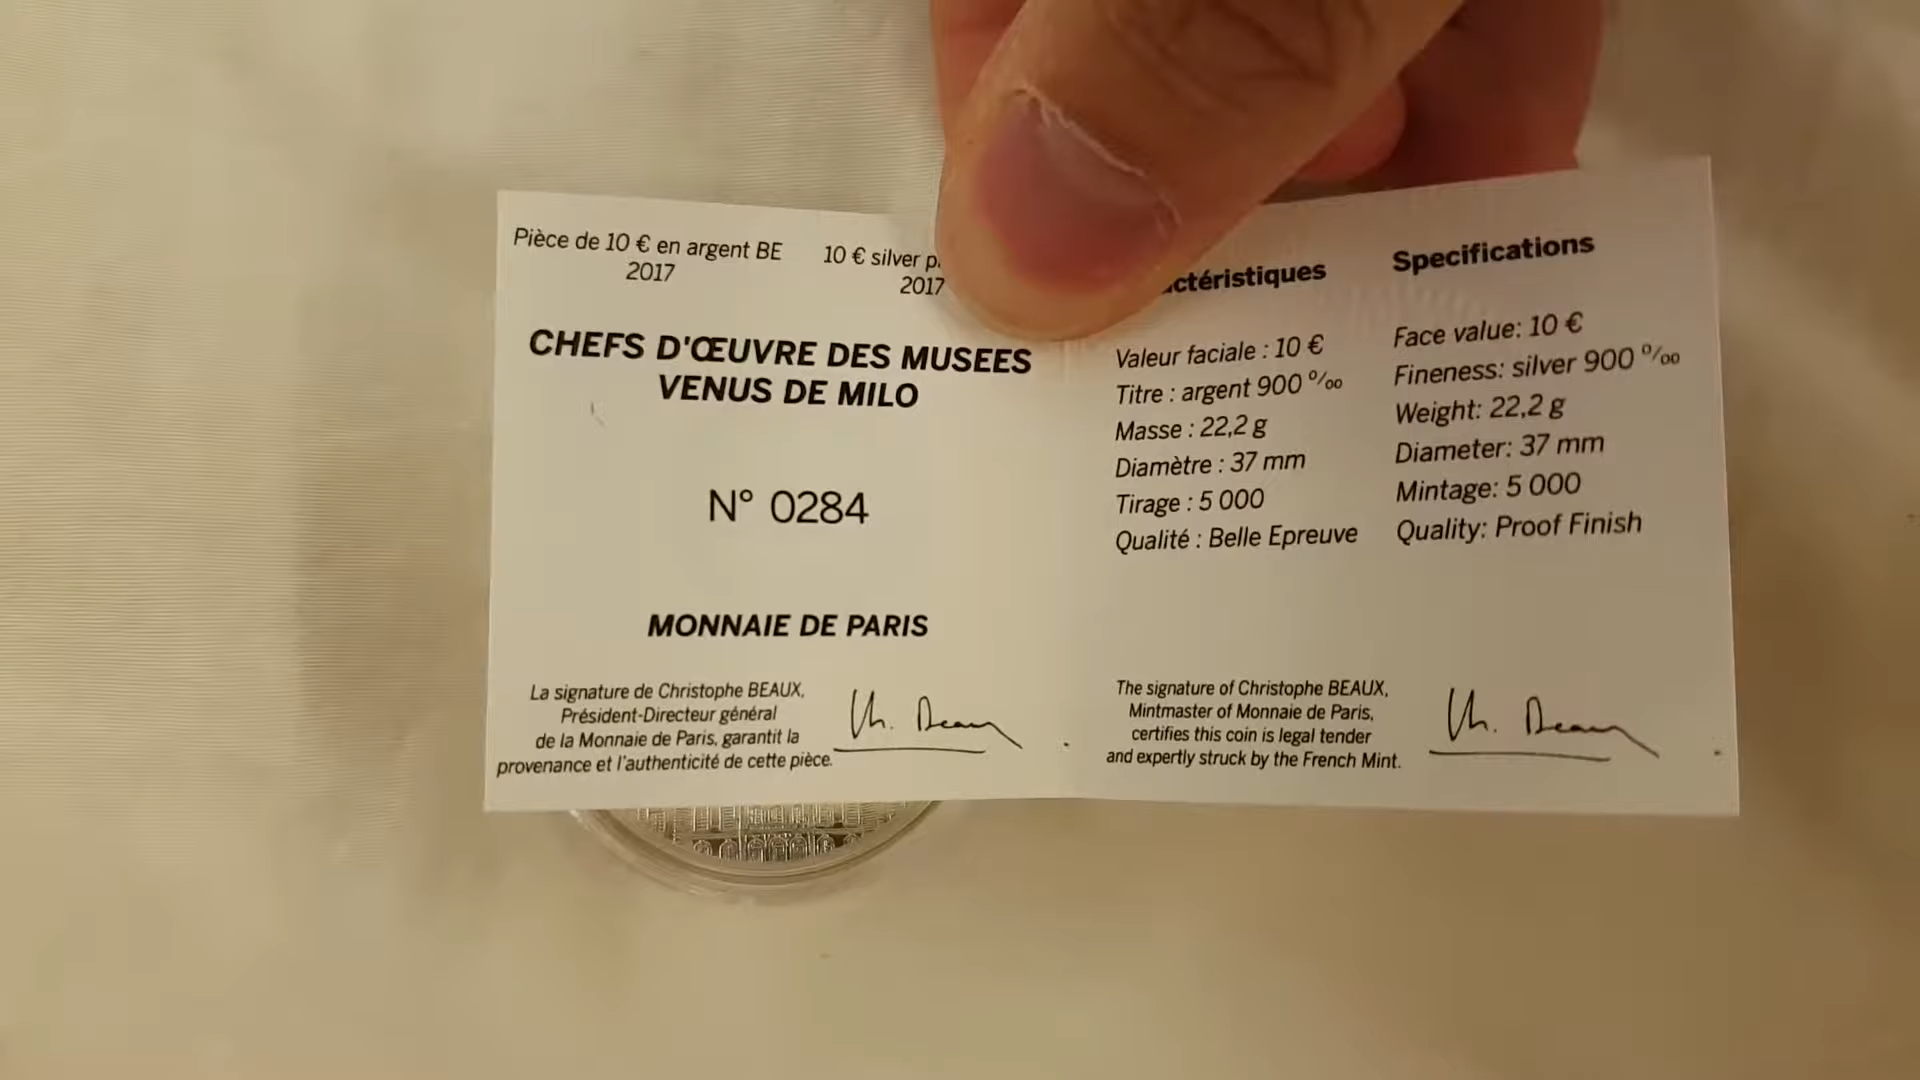 Pièce de 10 € en argent BE
2017
10 € silver
2017
CHEFS D'ŒUVRE DES MUSEES
VENUS DE MILO
N° 0284
MONNAIE DE PARIS
La signature de Christophe BEAUX,
Président-Directeur général
de la Monnaie de Paris, garantit la
provenance et l'authenticité de cette pièce.
Ch. Beaux
Valeur faciale : 10 €
Titre : argent 900 ‰
Masse : 22,2 g
Diamètre : 37 mm
Tirage : 5 000
Qualité : Belle Epreuve
Specifications
Face value: 10 €
Fineness: silver 900 ‰
Weight: 22,2 g
Diameter: 37 mm
Mintage: 5 000
Quality: Proof Finish
The signature of Christophe BEAUX,
Mintmaster of Monnaie de Paris,
certifies this coin is legal tender
and expertly struck by the French Mint.
Ch. Beaux